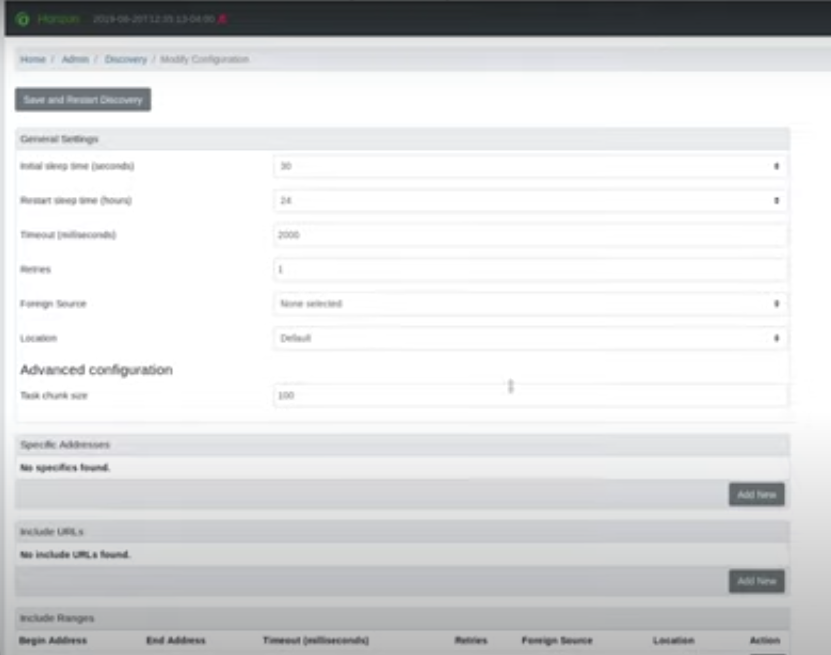 Horizon 2019-06-20T12:35:13-04:00
Home / Admin / Discovery / Modify Configuration
Save and Restart Discovery
General Settings
Initial sleep time (seconds) 30
Restart sleep time (hours) 24
Timeout (milliseconds) 2000
Retries 1
Foreign Source None selected
Location Default
Advanced configuration
Task chunk size 100
Specific Addresses
No specifics found.
Add New
Include URLs
No include URLs found.
Add New
Include Ranges
Begin Address End Address Timeout (milliseconds) Retries Foreign Source Location Action